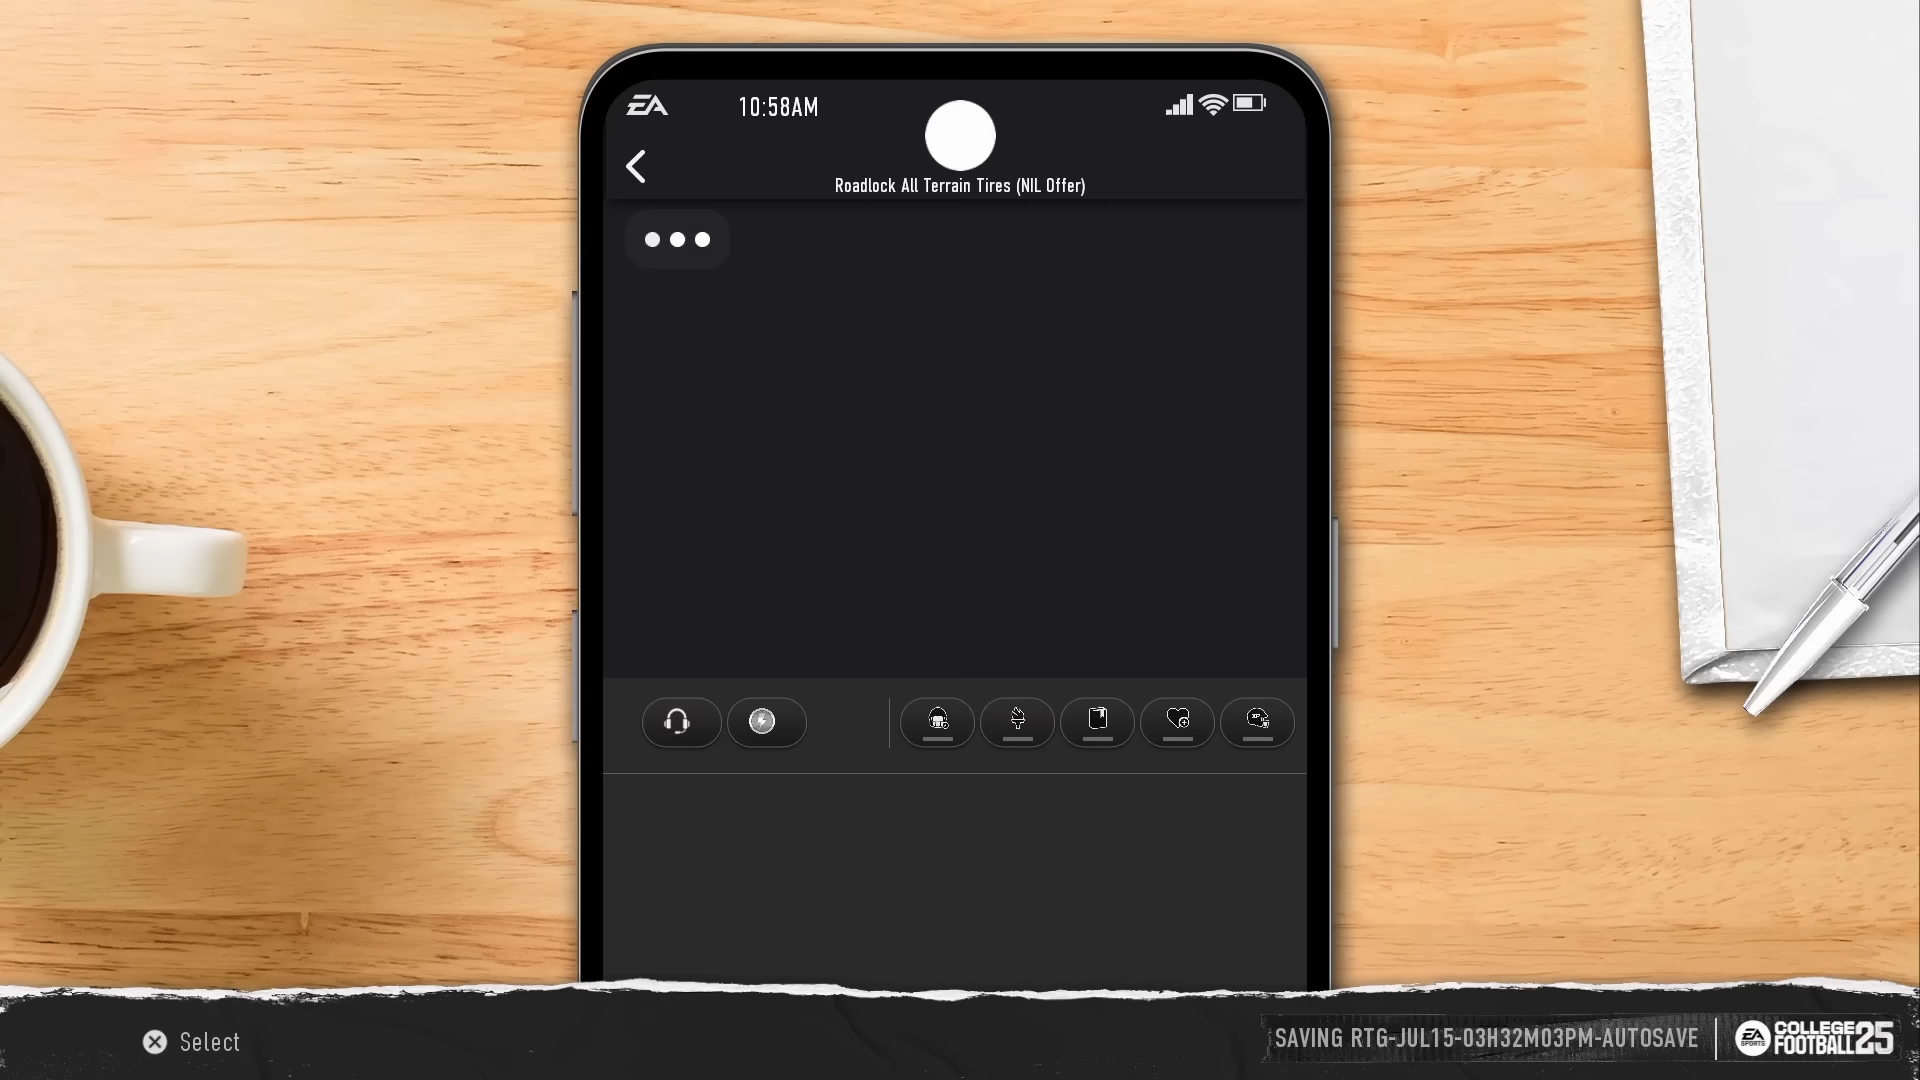 EA
10:58AM
Roadlock All Terrain Tires (NIL Offer)
Select
SAVING RTG-JUL15-03H32M03PM-AUTOSAVE
EA
SPORTS
COLLEGE
FOOTBALL 25